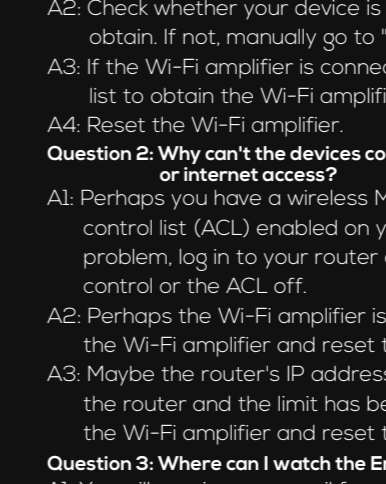 A2: Check whether your device is
obtain. If not, manually go to "
A3: If the Wi-Fi amplifier is connec
list to obtain the Wi-Fi amplifi
A4: Reset the Wi-Fi amplifier.
Question 2: Why can't the devices co
or internet access?
A1: Perhaps you have a wireless M
control list (ACL) enabled on y
problem, log in to your router
control or the ACL off.
A2: Perhaps the Wi-Fi amplifier is
the Wi-Fi amplifier and reset t
A3: Maybe the router's IP address
the router and the limit has be
the Wi-Fi amplifier and reset t
Question 3: Where can I watch the E